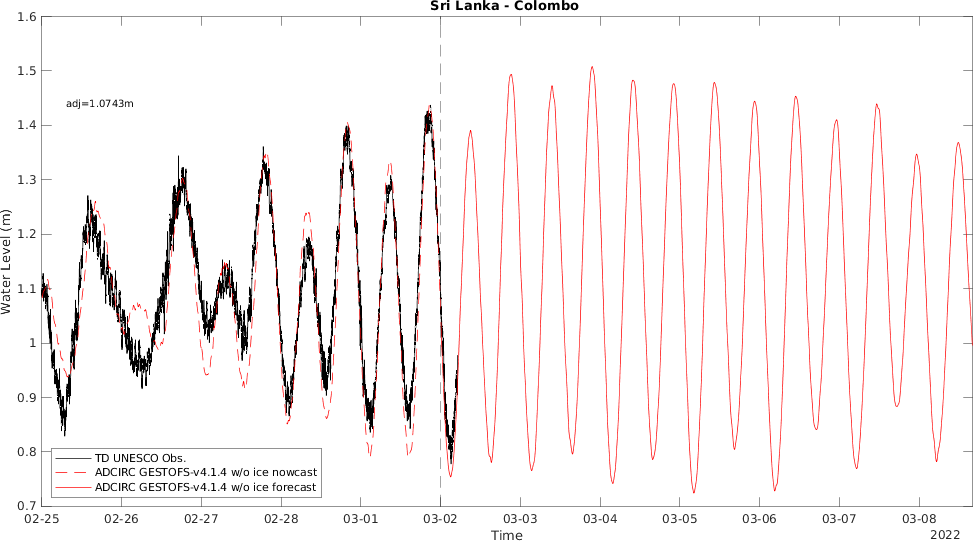 Sri Lanka - Colombo
1.6
1.5
1.4
1.3
1.2
1.1
1
0.9
0.8
0.7
Water Level (m)
adj=1.0743m
TD UNESCO Obs.
ADCIRC GESTOFS-v4.1.4 w/o ice nowcast
ADCIRC GESTOFS-v4.1.4 w/o ice forecast
02-25 02-26 02-27 02-28 03-01 03-02 03-03 03-04 03-05 03-06 03-07 03-08
Time
2022